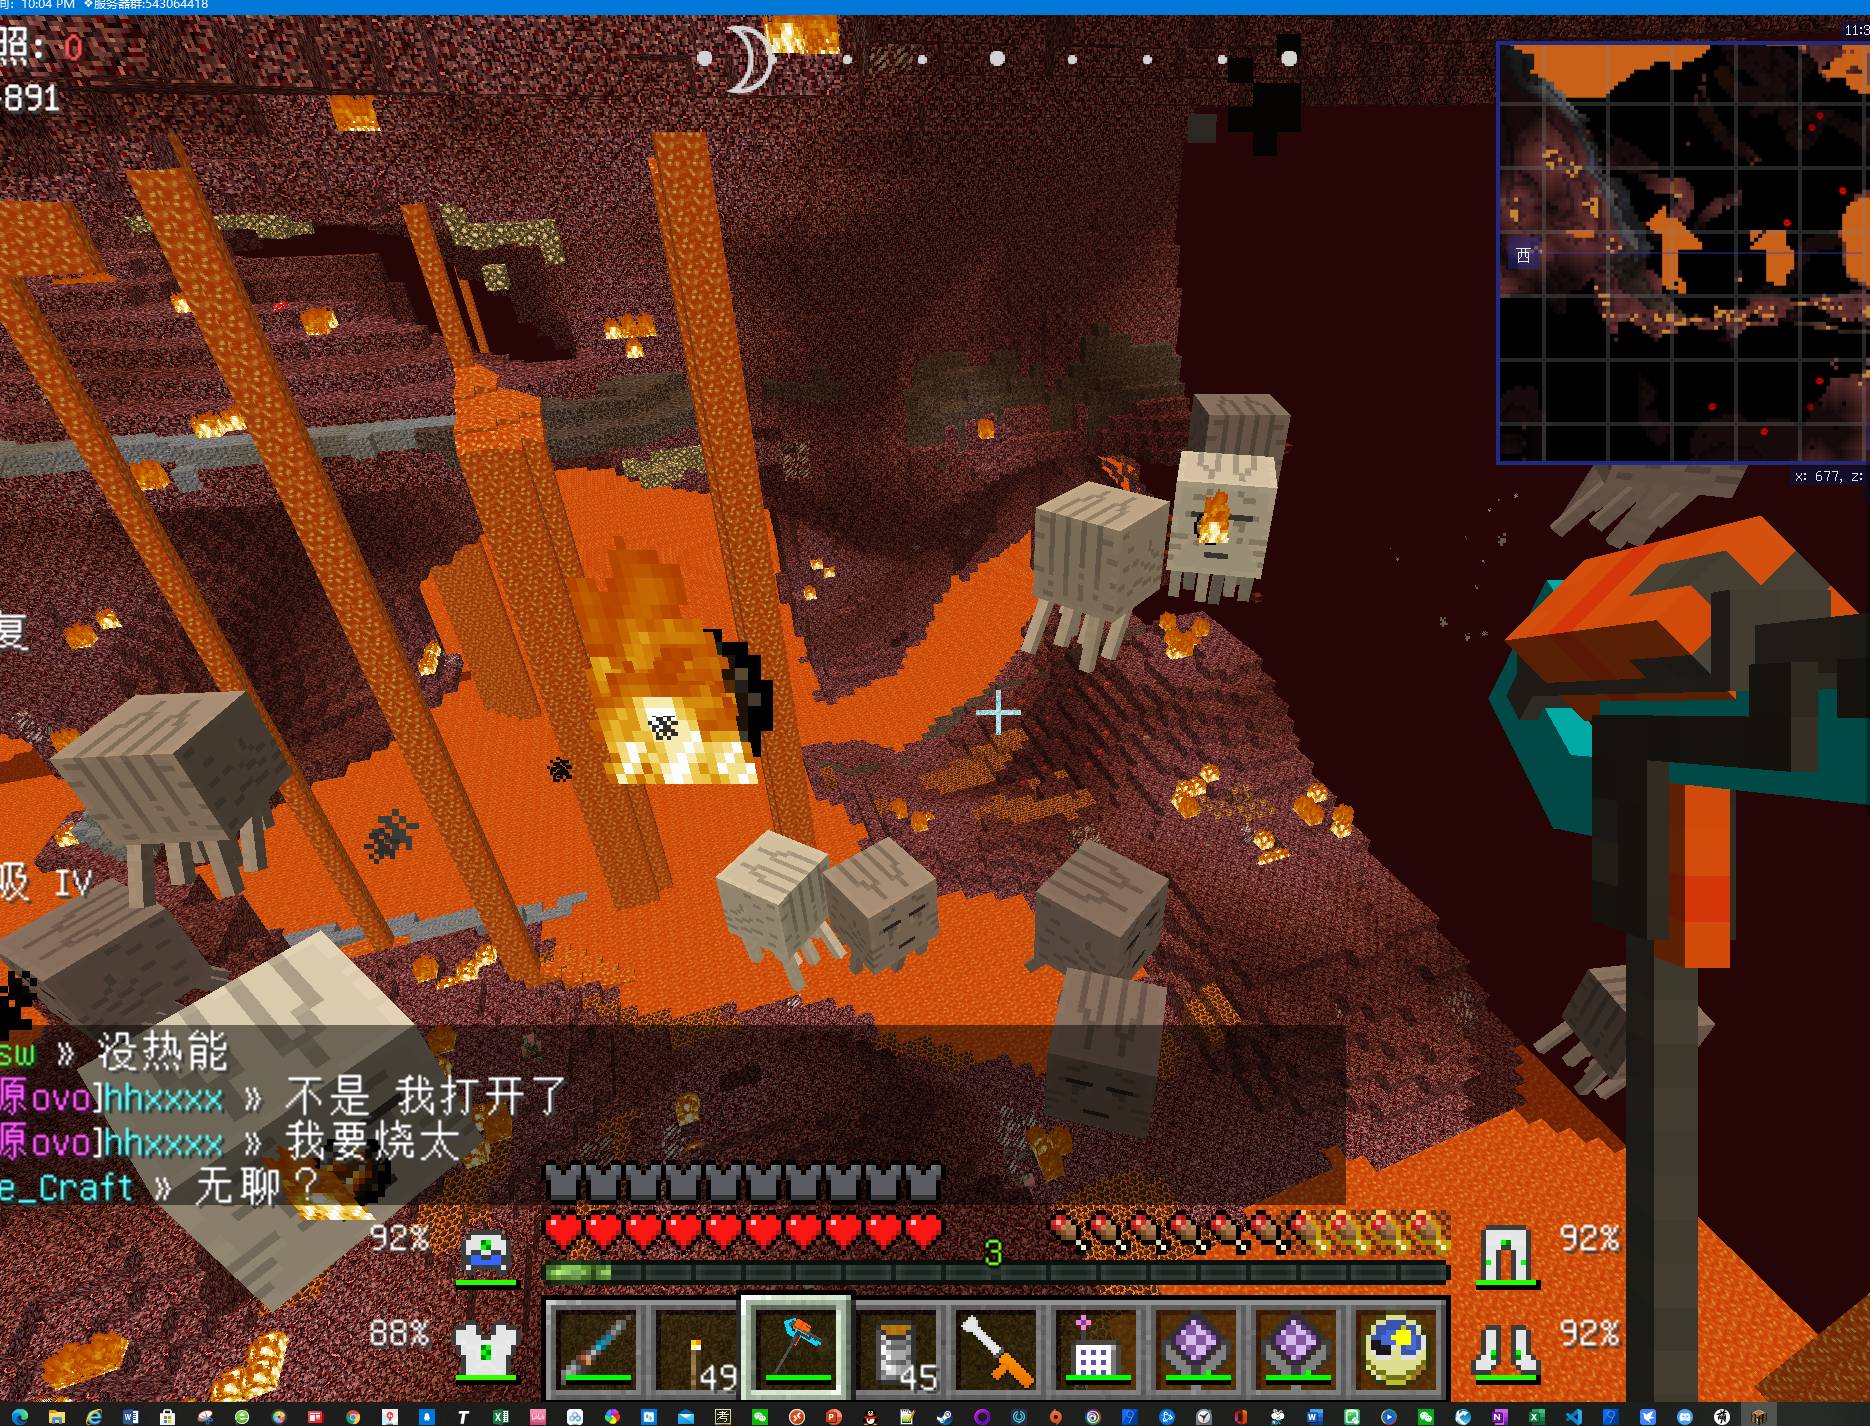 间: 10:04 PM ❖服务器群:543064418
照: 0
-891
11:3
西
x: 677, z:
复
吸 IV
sw » 没热能
原ovo]hhxxxx » 不是 我打开了
原ovo]hhxxxx » 我要烧太
e_Craft » 无聊?
92%
88%
3
92%
92%
49
45